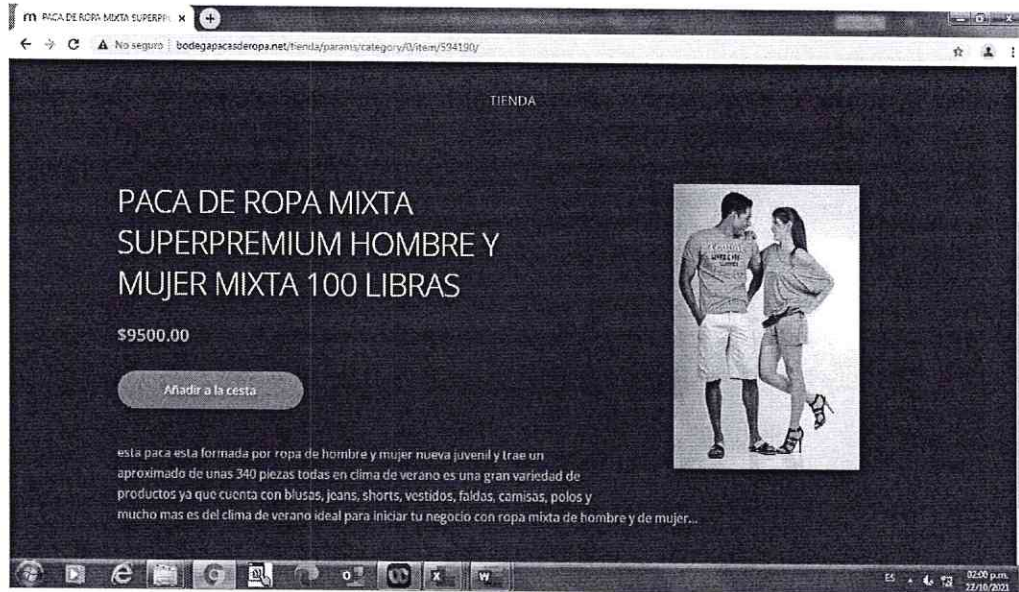 PACA DE ROPA MIXTA SUPERPR
No seguro | bodegapacasderopa.net/tienda/params/category/0/item/594190/
TIENDA
PACA DE ROPA MIXTA
SUPERPREMIUM HOMBRE Y
MUJER MIXTA 100 LIBRAS
$9500.00
Añadir a la cesta
esta paca esta formada por ropa de hombre y mujer nueva juvenil y trae un
aproximado de unas 340 piezas todas en clima de verano es una gran variedad de
productos ya que cuenta con blusas, jeans, shorts, vestidos, faldas, camisas, polos y
mucho mas es del clima de verano ideal para iniciar tu negocio con ropa mixta de hombre y de mujer...
ES
02:00 p.m.
22/10/2021